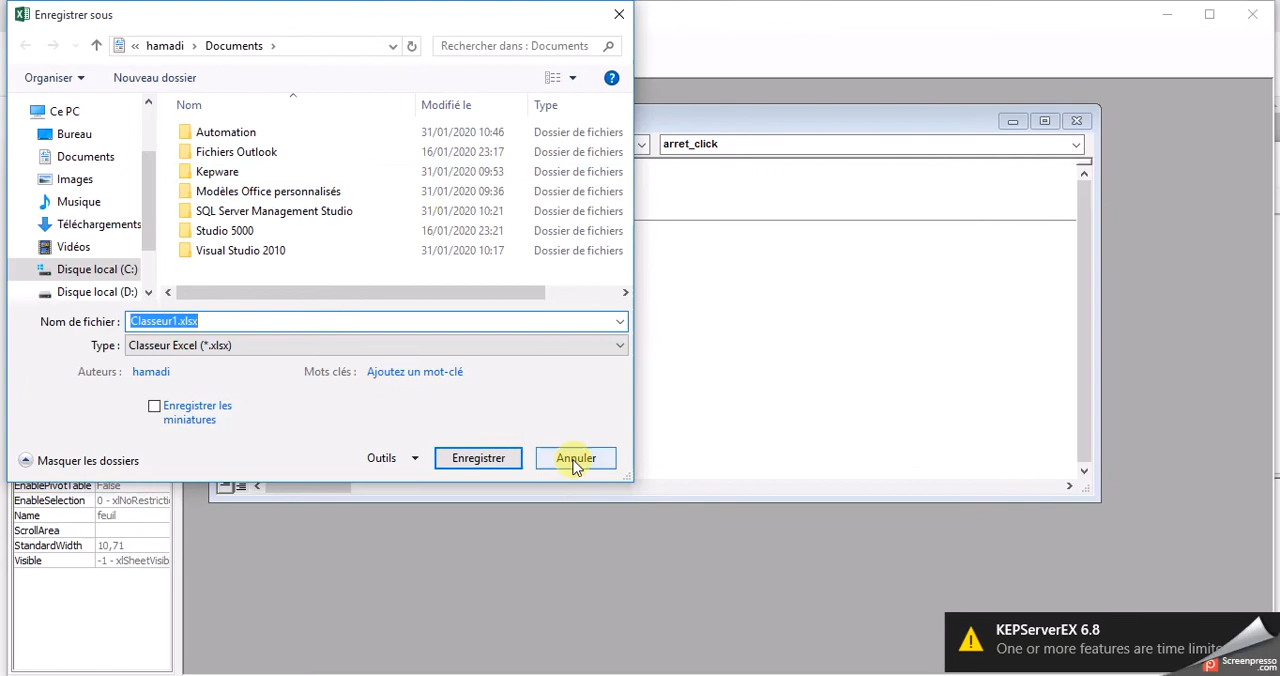 Enregistrer sous
« hamadi › Documents ›
Rechercher dans : Documents
Organiser
Nouveau dossier
Ce PC
Bureau
Documents
Images
Musique
Téléchargements
Vidéos
Disque local (C:)
Disque local (D:)
Nom Modifié le Type
Automation 31/01/2020 10:46 Dossier de fichiers
Fichiers Outlook 16/01/2020 23:17 Dossier de fichiers
Kepware 31/01/2020 09:53 Dossier de fichiers
Modèles Office personnalisés 31/01/2020 09:36 Dossier de fichiers
SQL Server Management Studio 31/01/2020 10:21 Dossier de fichiers
Studio 5000 16/01/2020 23:21 Dossier de fichiers
Visual Studio 2010 31/01/2020 10:17 Dossier de fichiers
Nom de fichier : Classeur1.xlsx
Type : Classeur Excel (*.xlsx)
Auteurs : hamadi
Mots clés : Ajoutez un mot-clé
Enregistrer les
miniatures
Masquer les dossiers
Outils
Enregistrer
Annuler
arret_click
EnablePivotTable False
EnableSelection 0 - xlNoRestricti
Name feuil
ScrollArea
StandardWidth 10,71
Visible -1 - xlSheetVisib
KEPServerEX 6.8
One or more features are time limite
Screenpresso
.com